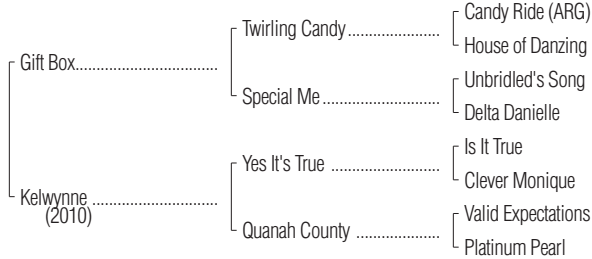 Candy Ride (ARG)
Twirling Candy
House of Danzing
Gift Box
Unbridled's Song
Special Me
Delta Danielle
Is It True
Yes It's True
Clever Monique
Kelwynne
(2010)
Valid Expectations
Quanah County
Platinum Pearl